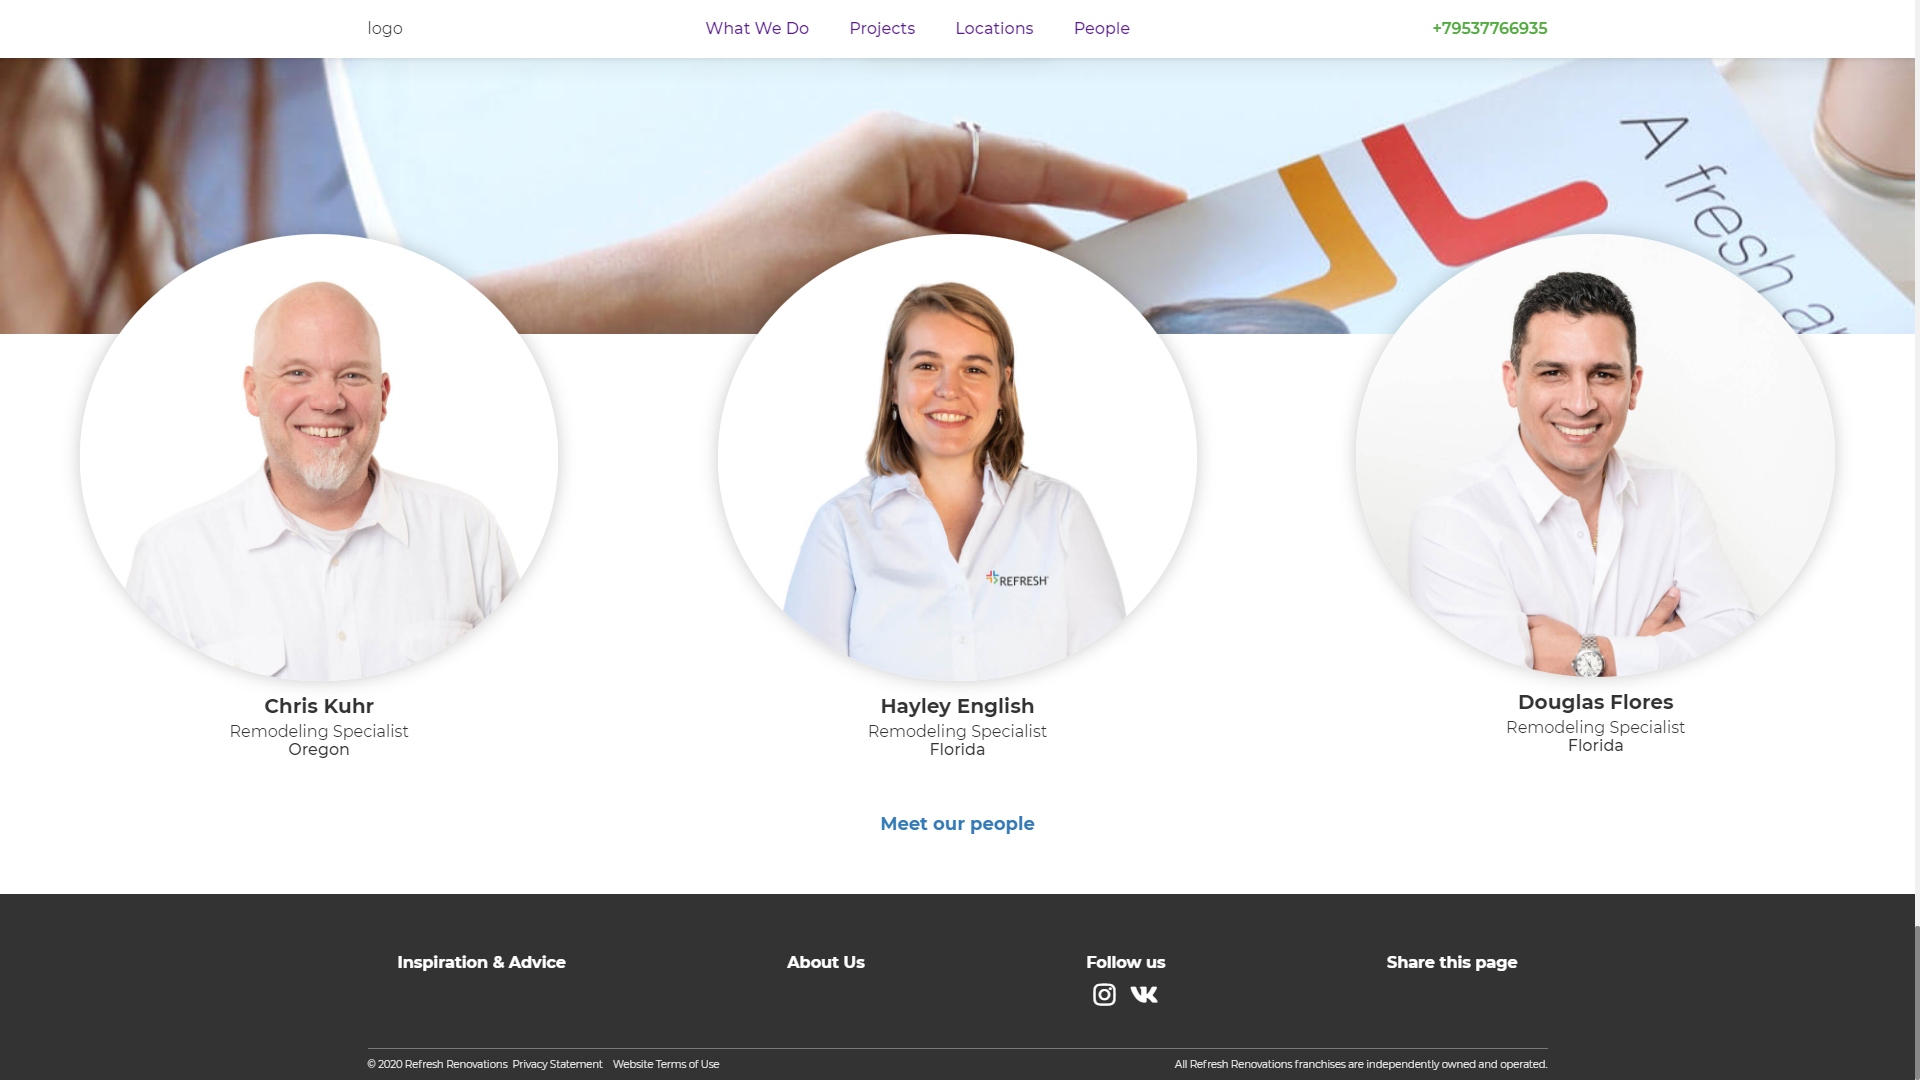 logo
What We Do
Projects
Locations
People
+79537766935
A fresh
REFRESH
Chris Kuhr
Remodeling Specialist
Oregon
Hayley English
Remodeling Specialist
Florida
Douglas Flores
Remodeling Specialist
Florida
Meet our people
Inspiration & Advice
About Us
Follow us
Share this page
© 2020 Refresh Renovations Privacy Statement Website Terms of Use
All Refresh Renovations franchises are independently owned and operated.